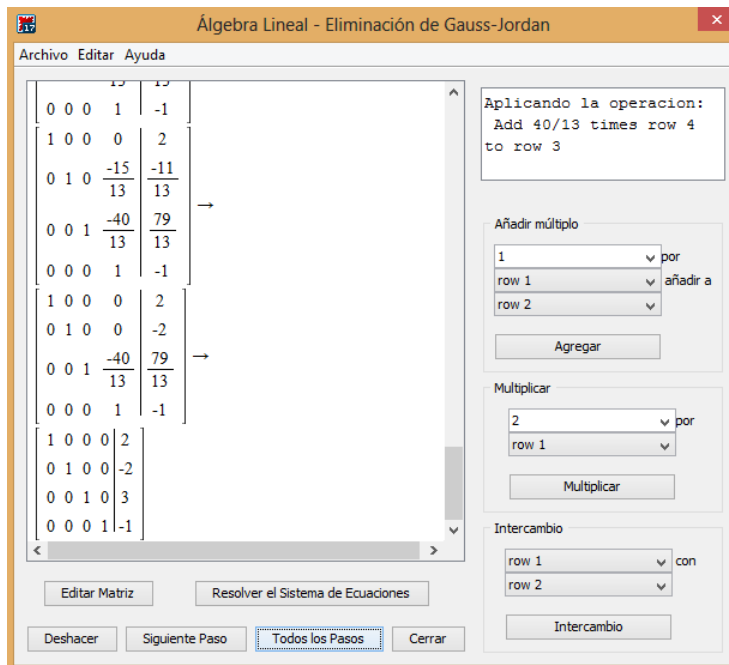 17
Álgebra Lineal - Eliminación de Gauss-Jordan
Archivo Editar Ayuda
0 0 0 1 -1
1 0 0 0 2
0 1 0 -15/13 -11/13
0 0 1 -40/13 79/13 →
0 0 0 1 -1
1 0 0 0 2
0 1 0 0 -2
0 0 1 -40/13 79/13 →
0 0 0 1 -1
1 0 0 0 2
0 1 0 0 -2
0 0 1 0 3
0 0 0 1 -1
Editar Matriz Resolver el Sistema de Ecuaciones
Deshacer Siguiente Paso Todos los Pasos Cerrar
Aplicando la operacion:
Add 40/13 times row 4
to row 3
Añadir múltiplo
1 por
row 1 añadir a
row 2
Agregar
Multiplicar
2 por
row 1
Multiplicar
Intercambio
row 1 con
row 2
Intercambio